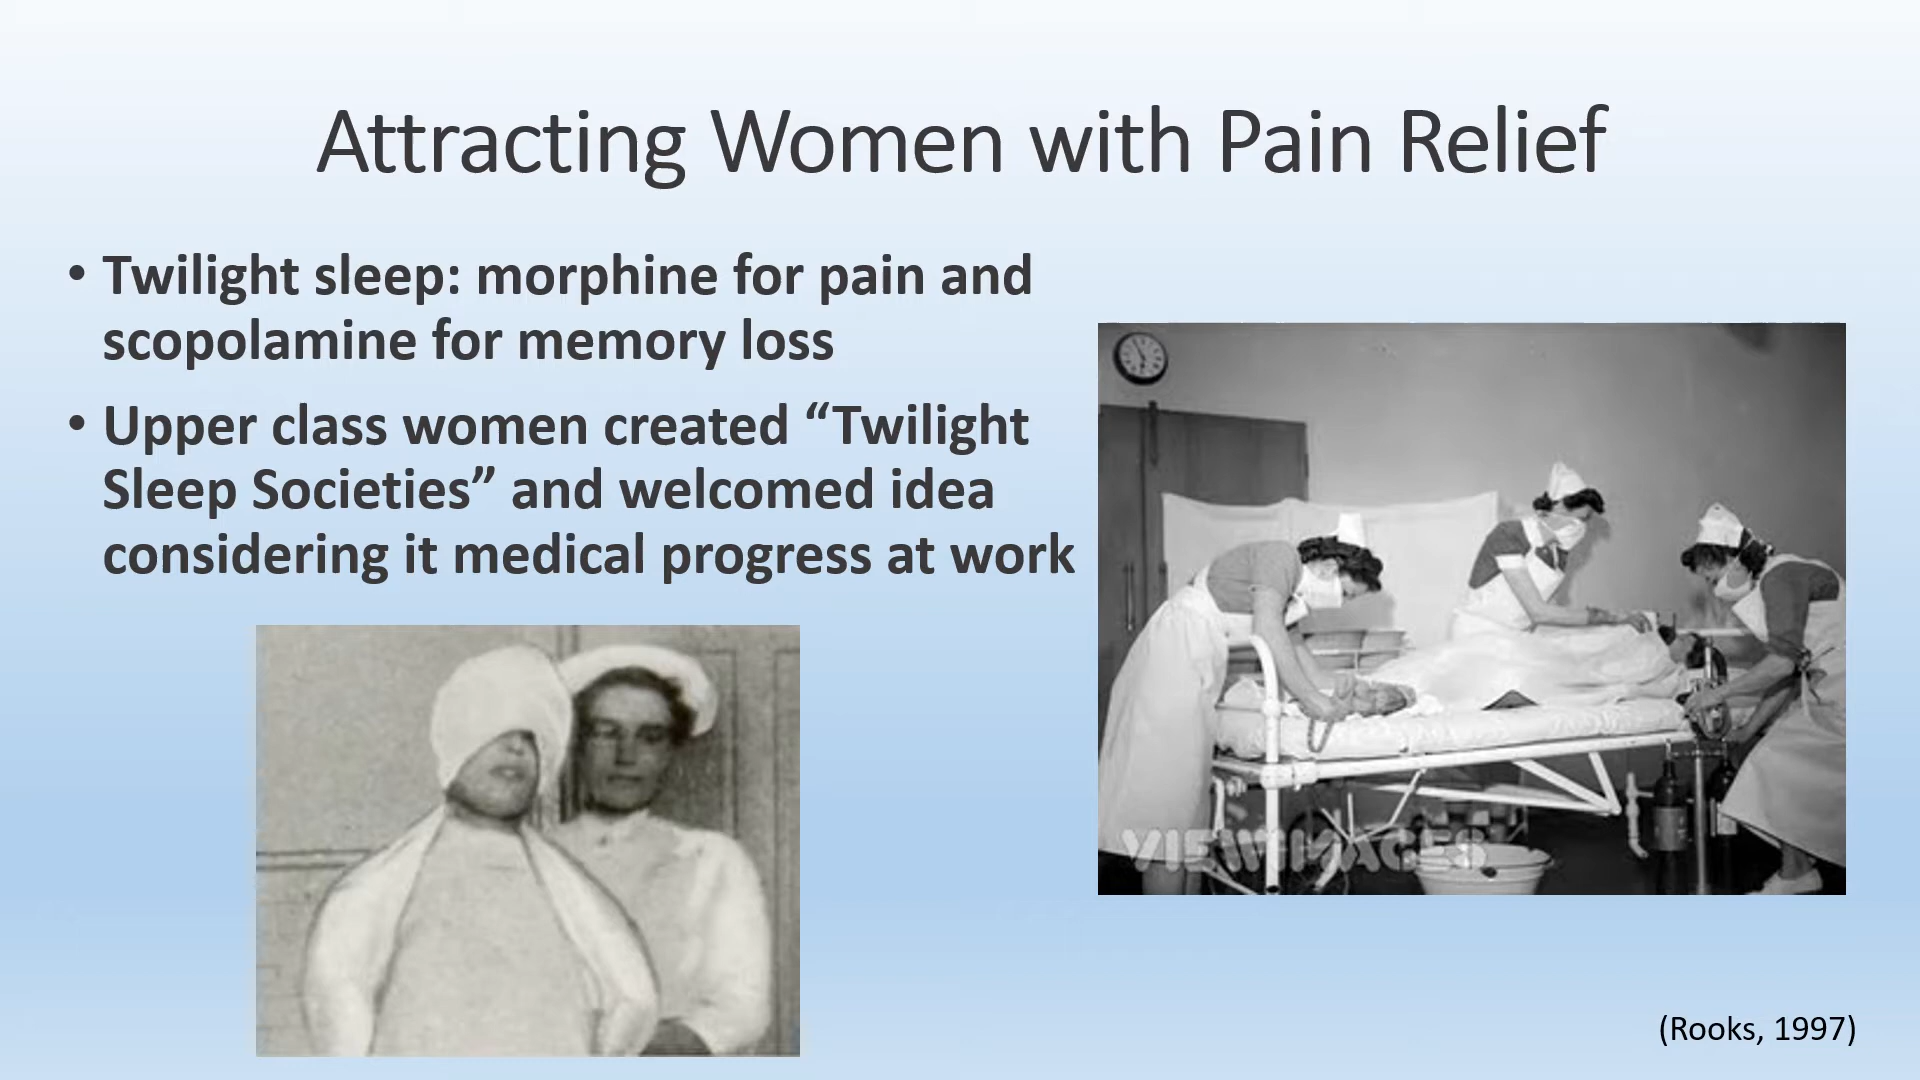 Attracting Women with Pain Relief
• Twilight sleep: morphine for pain and
scopolamine for memory loss
• Upper class women created “Twilight
Sleep Societies” and welcomed idea
considering it medical progress at work
VIEWIMAGES
(Rooks, 1997)